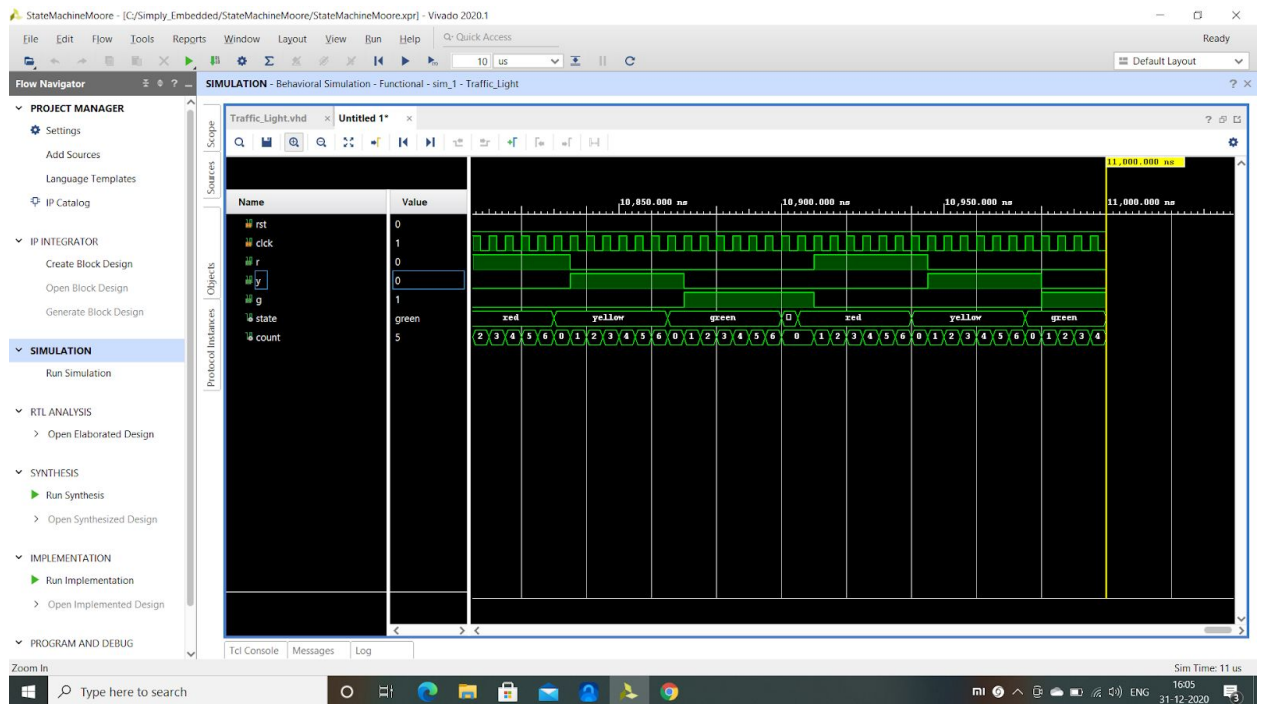 StateMachineMoore - [C:/Simply_Embedded/StateMachineMoore/StateMachineMoore.xpr] - Vivado 2020.1
File Edit Flow Tools Reports Window Layout View Run Help Q- Quick Access Ready
10 us Default Layout
Flow Navigator
SIMULATION - Behavioral Simulation - Functional - sim_1 - Traffic_Light
PROJECT MANAGER
Settings
Add Sources
Language Templates
IP Catalog
IP INTEGRATOR
Create Block Design
Open Block Design
Generate Block Design
SIMULATION
Run Simulation
RTL ANALYSIS
Open Elaborated Design
SYNTHESIS
Run Synthesis
Open Synthesized Design
IMPLEMENTATION
Run Implementation
Open Implemented Design
PROGRAM AND DEBUG
Scope
Sources
Objects
Protocol Instances
Traffic_Light.vhd × Untitled 1* ×
11,000.000 ns
Name Value
10,850.000 ns 10,900.000 ns 10,950.000 ns 11,000.000 ns
rst 0
clck 1
r 0
y 0
g 1
state green red yellow green red yellow green
count 5 2 3 4 5 6 0 1 2 3 4 5 6 0 1 2 3 4 5 6 0 1 2 3 4 5 6 0 1 2 3 4 5 6 0 1 2 3 4
Tcl Console Messages Log
Zoom In Sim Time: 11 us
Type here to search
ENG
16:05
31-12-2020
3